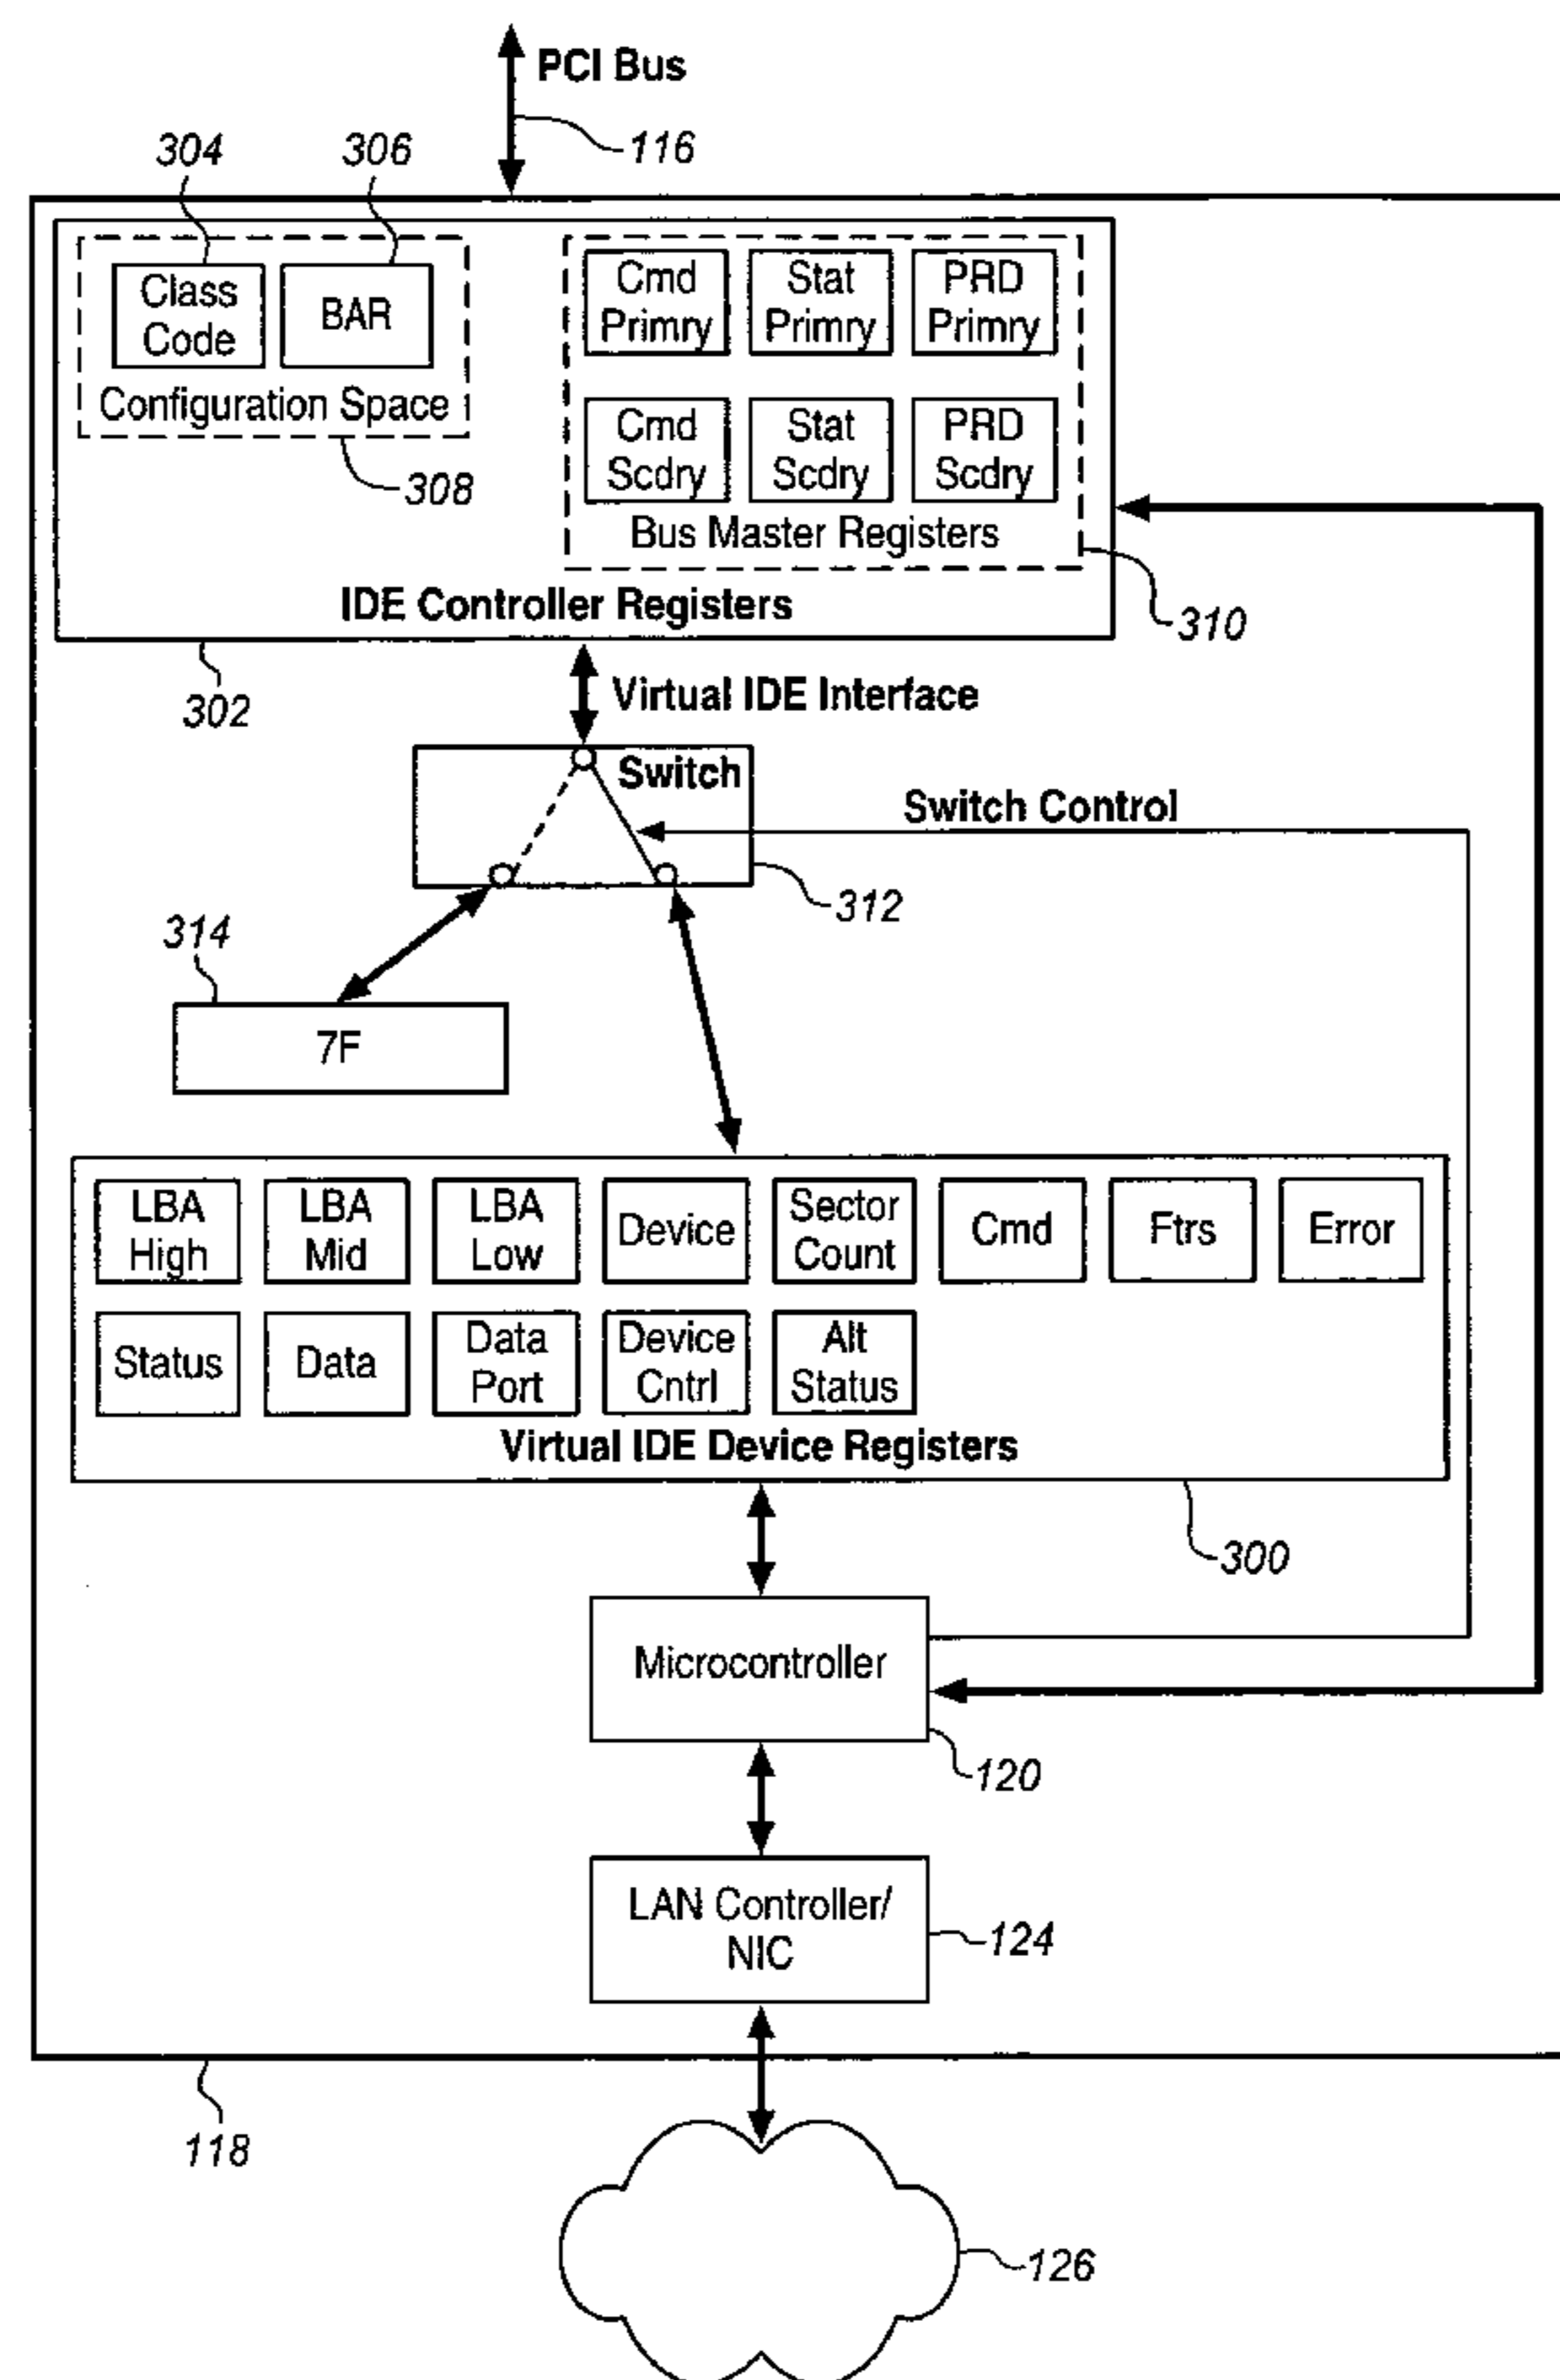 PCI Bus
116
304
306
Class
Code
BAR
Configuration Space
308
Cmd
Primry
Stat
Primry
PRD
Primry
Cmd
Scdry
Stat
Scdry
PRD
Scdry
Bus Master Registers
310
IDE Controller Registers
302
Virtual IDE Interface
Switch
Switch Control
312
314
7F
LBA
High
LBA
Mid
LBA
Low
Device
Sector
Count
Cmd
Ftrs
Error
Status
Data
Data
Port
Device
Cntrl
Alt
Status
Virtual IDE Device Registers
300
Microcontroller
120
LAN Controller/
NIC
124
118
126